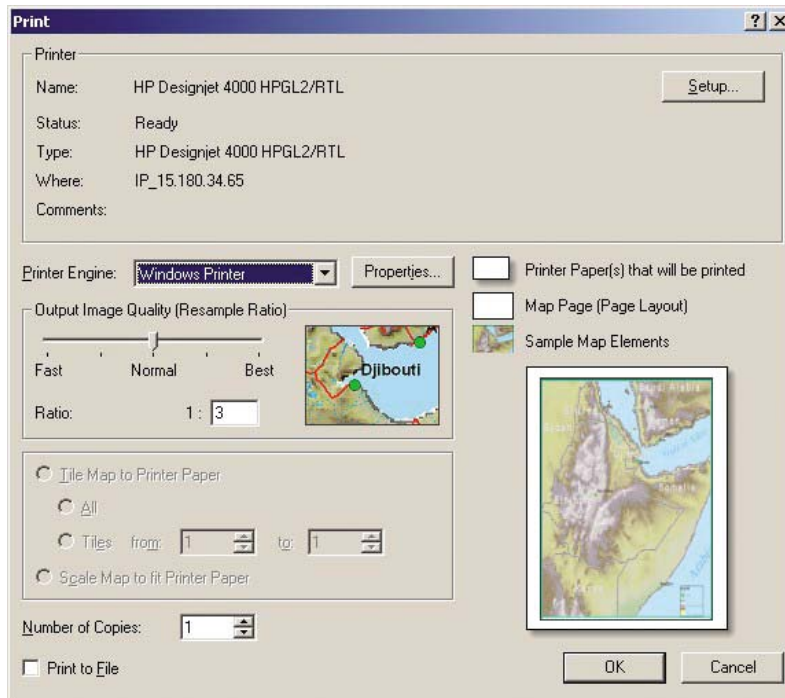 Print
Printer
Name: HP Designjet 4000 HPGL2/RTL
Setup...
Status: Ready
Type: HP Designjet 4000 HPGL2/RTL
Where: IP_15.180.34.65
Comments:
Printer Engine: Windows Printer
Properties...
Printer Paper(s) that will be printed
Map Page (Page Layout)
Sample Map Elements
Output Image Quality (Resample Ratio)
Fast Normal Best
Djibouti
Ratio: 1 : 3
Tile Map to Printer Paper
All
Tiles from: 1 to: 1
Scale Map to fit Printer Paper
Saudi Arabia
Somalia
Number of Copies: 1
Print to File
OK
Cancel